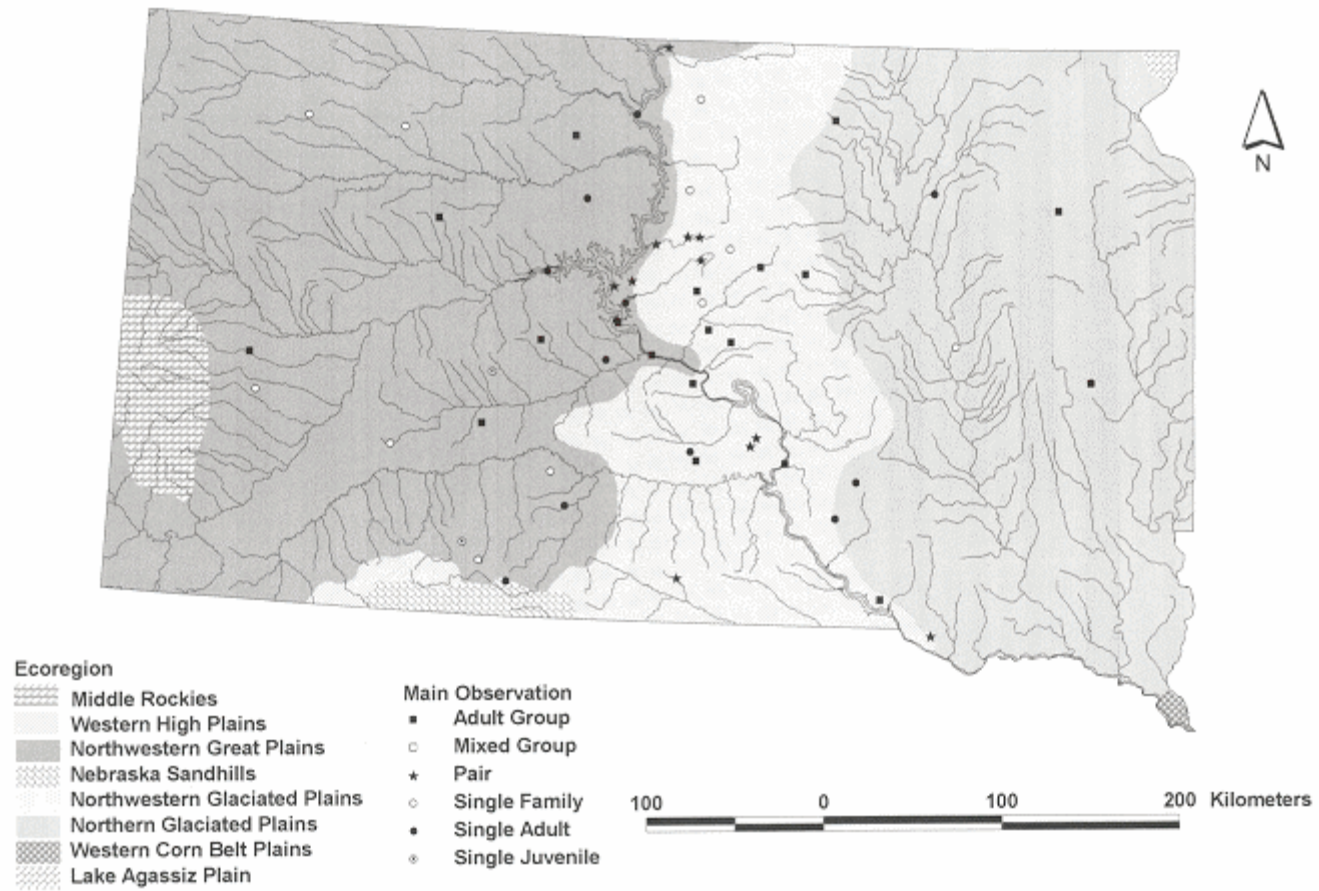 N
Ecoregion
Middle Rockies
Western High Plains
Northwestern Great Plains
Nebraska Sandhills
Northwestern Glaciated Plains
Northern Glaciated Plains
Western Corn Belt Plains
Lake Agassiz Plain
Main Observation
Adult Group
Mixed Group
Pair
Single Family
Single Adult
Single Juvenile
100 0 100 200 Kilometers